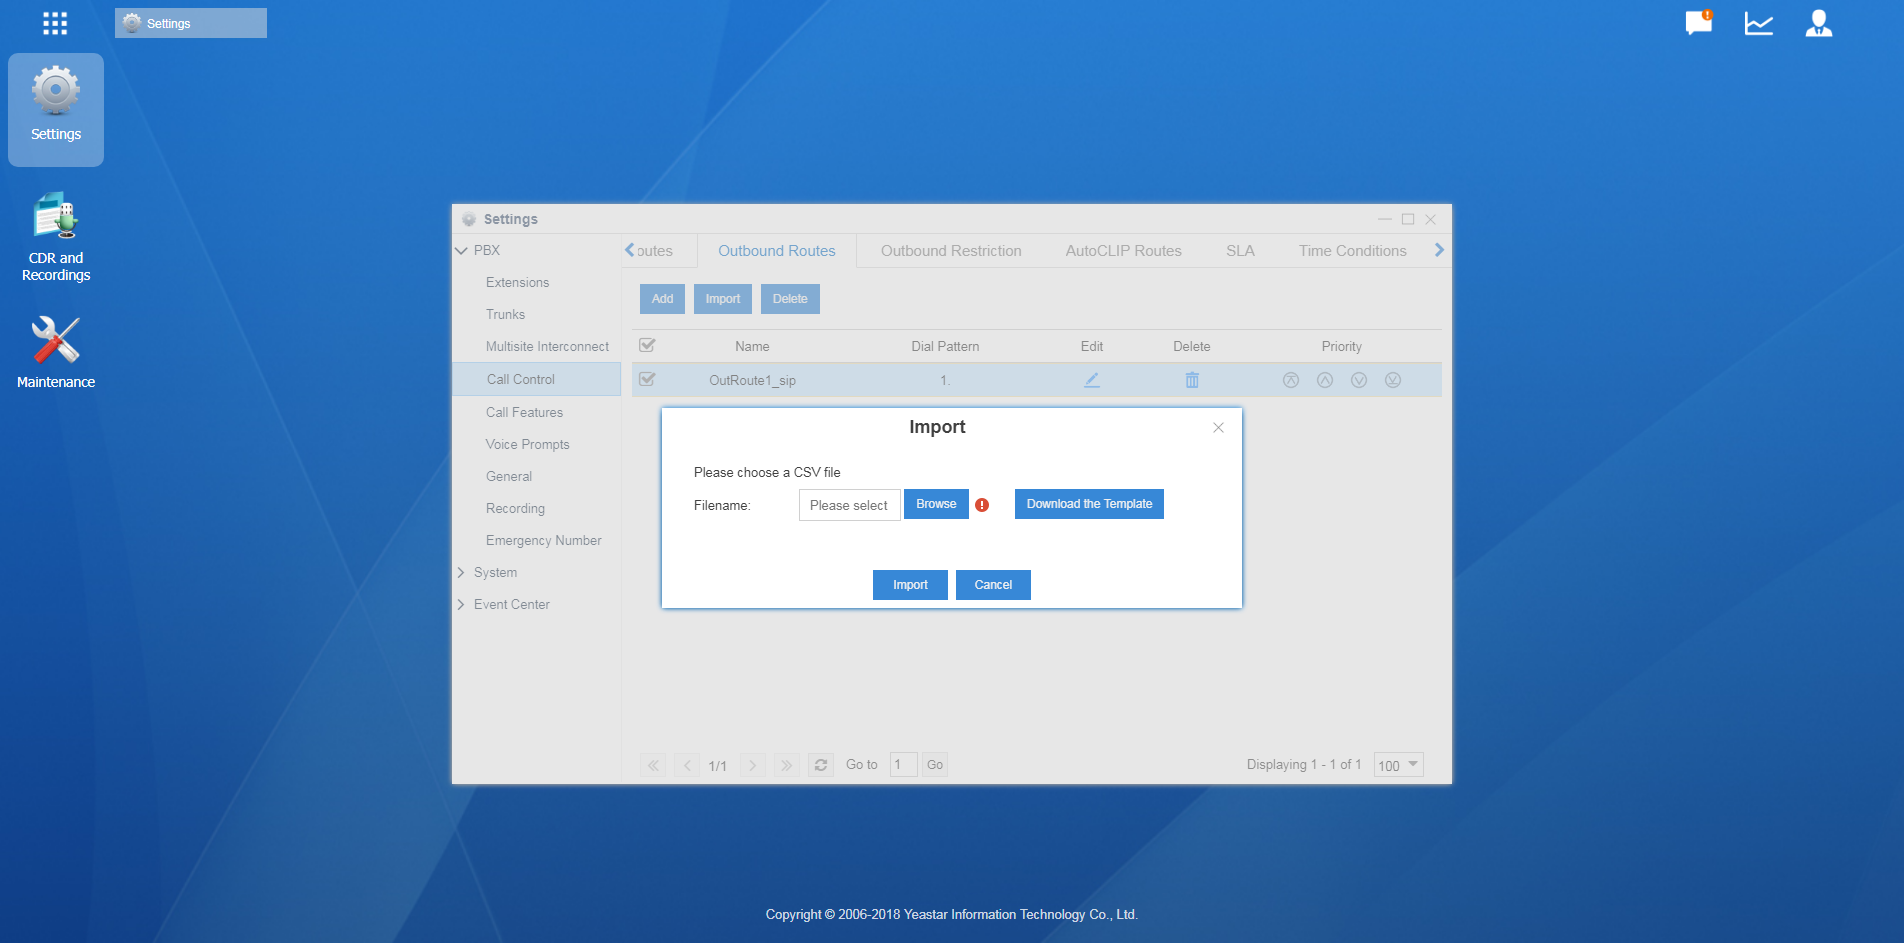 Settings
Settings
CDR and
Recordings
Maintenance
Settings
PBX
Extensions
Trunks
Multisite Interconnect
Call Control
Call Features
Voice Prompts
General
Recording
Emergency Number
System
Event Center
outes
Outbound Routes
Outbound Restriction
AutoCLIP Routes
SLA
Time Conditions
Add
Import
Delete
Name
Dial Pattern
Edit
Delete
Priority
OutRoute1_sip
1.
Import
Please choose a CSV file
Filename:
Please select
Browse
Download the Template
Import
Cancel
1/1
Go to
1
Go
Displaying 1 - 1 of 1
100
Copyright © 2006-2018 Yeastar Information Technology Co., Ltd.